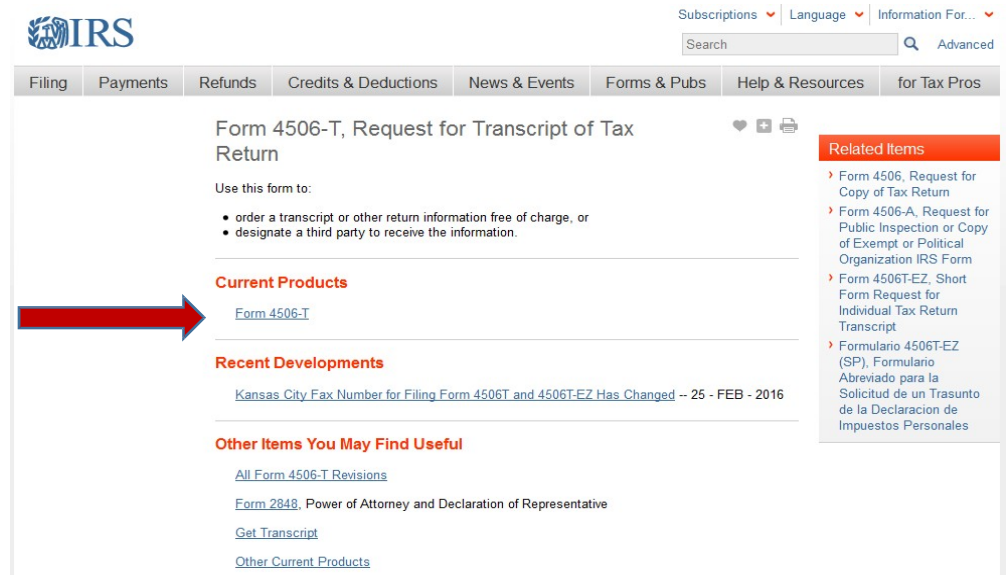 Subscriptions Language Information For...
IRS
Search Advanced
Filing Payments Refunds Credits & Deductions News & Events Forms & Pubs Help & Resources for Tax Pros
Form 4506-T, Request for Transcript of Tax
Return
Use this form to:
• order a transcript or other return information free of charge, or
• designate a third party to receive the information.
Current Products
Form 4506-T
Recent Developments
Kansas City Fax Number for Filing Form 4506T and 4506T-EZ Has Changed -- 25 - FEB - 2016
Other Items You May Find Useful
All Form 4506-T Revisions
Form 2848, Power of Attorney and Declaration of Representative
Get Transcript
Other Current Products
Related Items
Form 4506, Request for
Copy of Tax Return
Form 4506-A, Request for
Public Inspection or Copy
of Exempt or Political
Organization IRS Form
Form 4506T-EZ, Short
Form Request for
Individual Tax Return
Transcript
Formulario 4506T-EZ
(SP), Formulario
Abreviado para la
Solicitud de un Trasunto
de la Declaracion de
Impuestos Personales